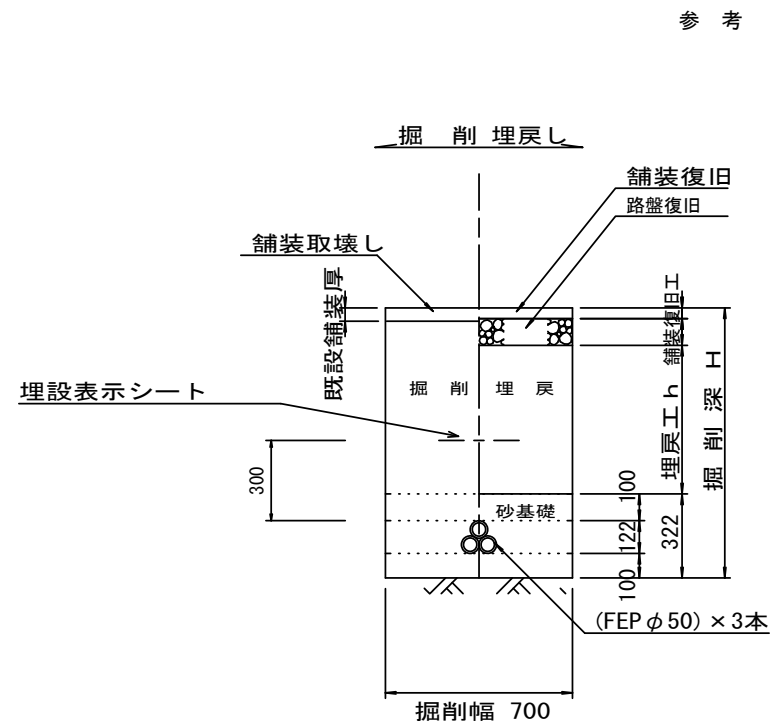 参 考
掘 削 埋戻し
舗装復旧
路盤復旧
舗装取壊し
既設舗装厚
舗装復旧工
埋設表示シート
掘 削 埋 戻
埋戻工h
掘 削 深 H
300
砂基礎
100
122
100
322
(FEPφ50)×3本
掘削幅 700